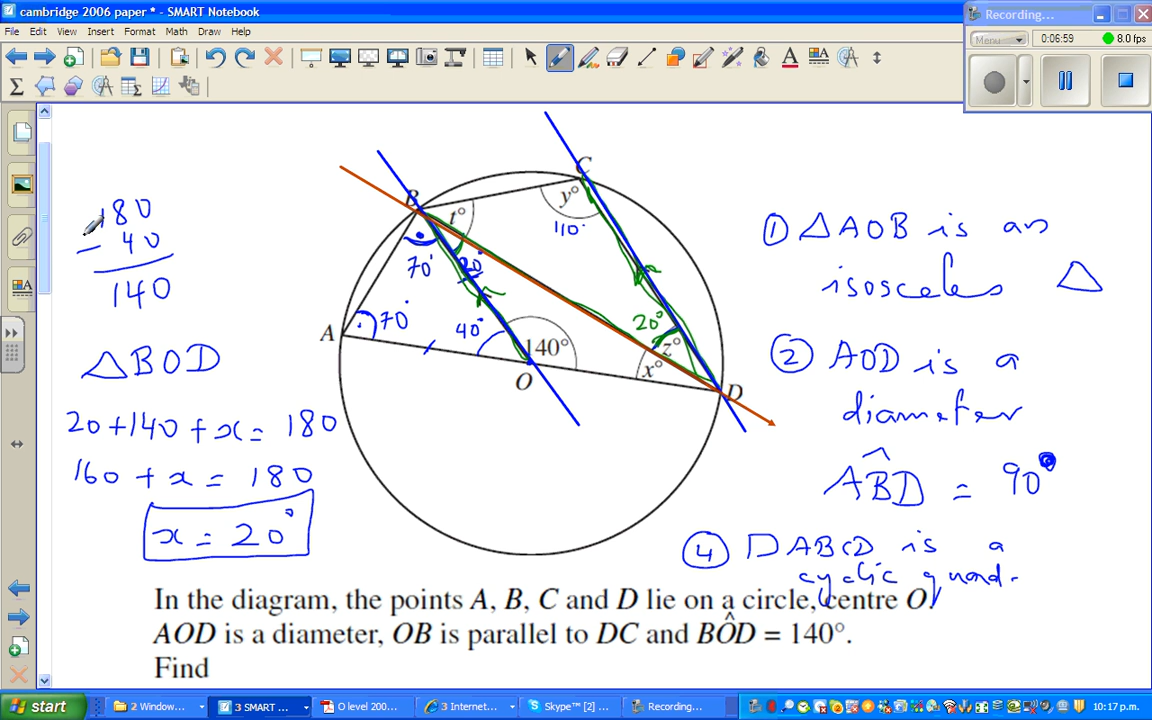 cambridge 2006 paper * - SMART Notebook
File Edit View Insert Format Math Draw Help
Recording...
Menu
0:06:59
8.0 fps
180
- 40
140
△BOD
20+140+x= 180
160 + x = 180
x = 20°
A
B
C
D
O
t°
y°
110°
70°
20°
70°
40°
140°
20°
z°
x°
① △AOB is an
isosceles △
② AOD is a
diameter
AB̂D = 90°
④ ABCD is a
cyclic quad.
In the diagram, the points A, B, C and D lie on a circle, centre O.
AOD is a diameter, OB is parallel to DC and BÔD = 140°.
Find
start
2 Window...
3 SMART ...
O level 200...
3 Internet...
Skype™ [2] ...
Recording...
10:17 p.m.